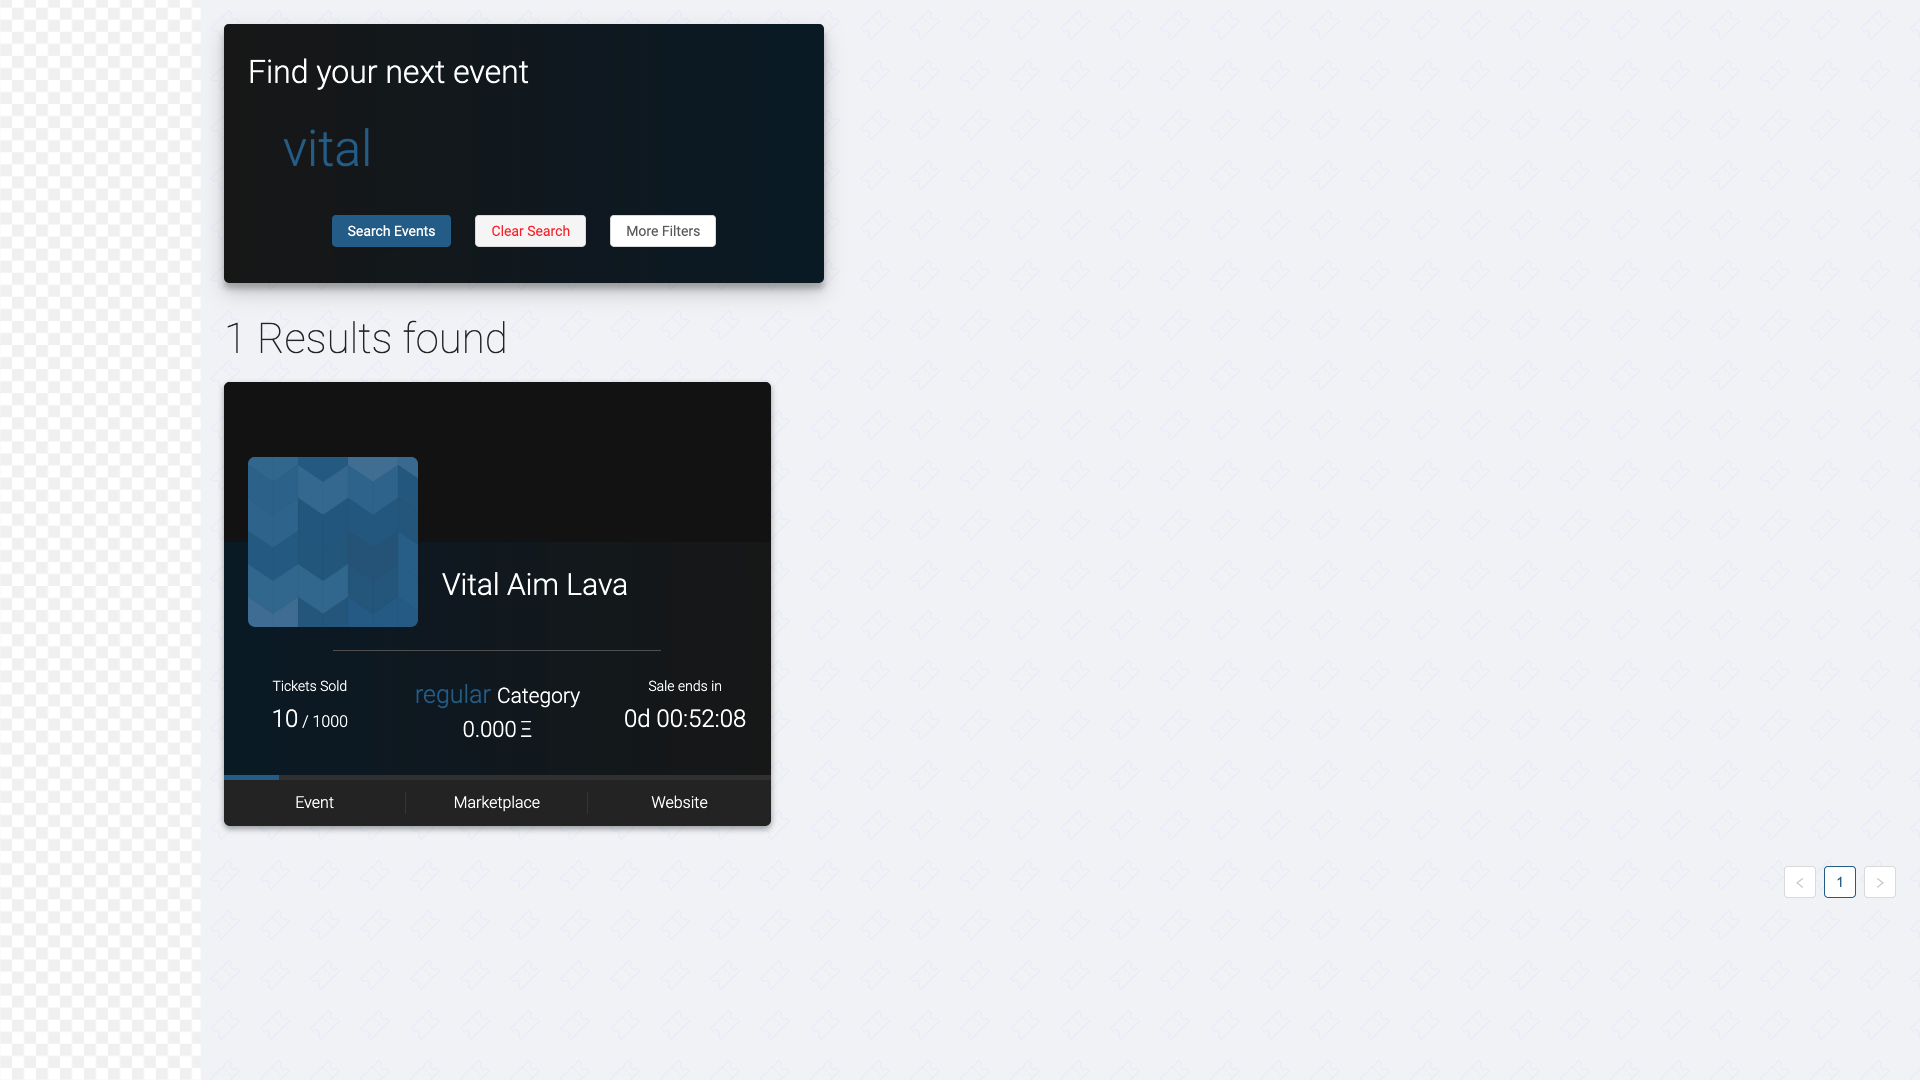 Find your next event
vital
Search Events
Clear Search
More Filters
1 Results found
Vital Aim Lava
Tickets Sold
10 / 1000
regular Category
0.000 Ξ
Sale ends in
0d 00:52:08
Event
Marketplace
Website
< 1 >